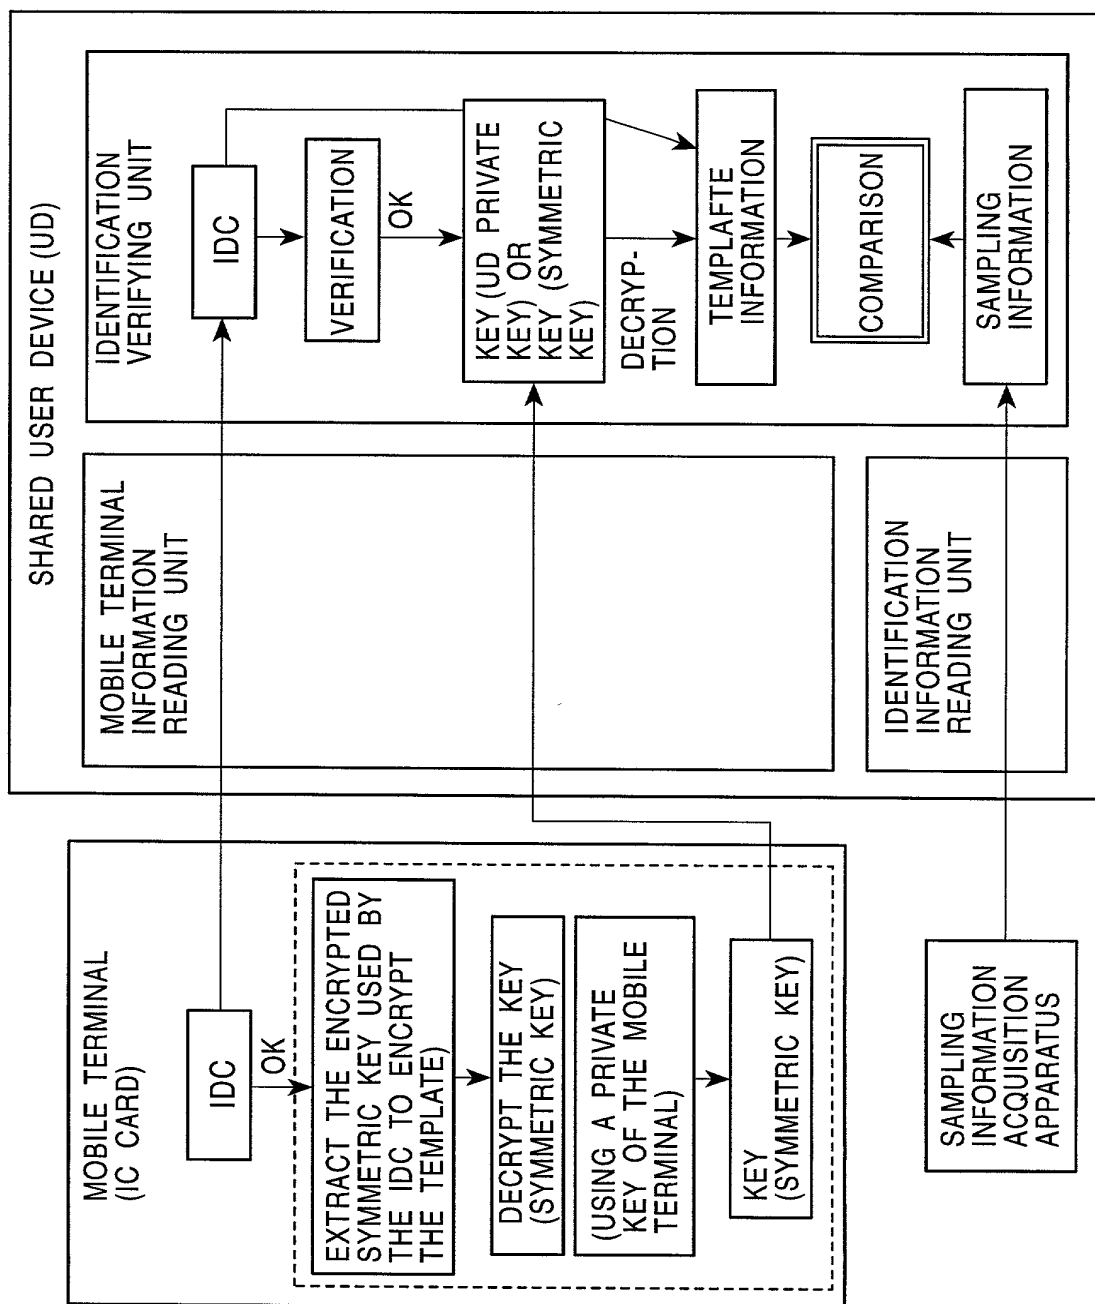 SHARED USER DEVICE (UD)
MOBILE TERMINAL
(IC CARD)
IDC
OK
EXTRACT THE ENCRYPTED
SYMMETRIC KEY USED BY
THE IDC TO ENCRYPT
THE TEMPLATE)
DECRYPT THE KEY
(SYMMETRIC KEY)
(USING A PRIVATE
KEY OF THE MOBILE
TERMINAL)
KEY
(SYMMETRIC KEY)
SAMPLING
INFORMATION
ACQUISITION
APPARATUS
MOBILE TERMINAL
INFORMATION
READING UNIT
IDENTIFICATION
INFORMATION
READING UNIT
IDENTIFICATION
VERIFYING UNIT
IDC
VERIFICATION
OK
KEY (UD PRIVATE
KEY) OR
KEY (SYMMETRIC
KEY)
DECRYP-
TION
TEMPLAFTE
INFORMATION
COMPARISON
SAMPLING
INFORMATION